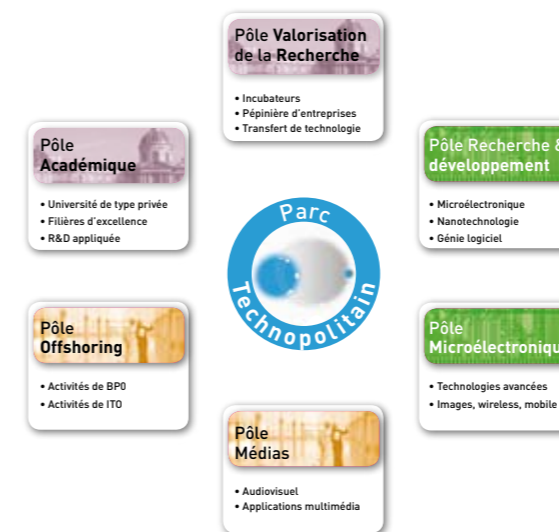 Pôle Valorisation
de la Recherche
• Incubateurs
• Pépinière d'entreprises
• Transfert de technologie
Pôle
Académique
• Université de type privée
• Filières d'excellence
• R&D appliquée
Pôle Recherche &
développement
• Microélectronique
• Nanotechnologie
• Génie logiciel
Parc
Technopolitain
Pôle
Offshoring
• Activités de BPO
• Activités de ITO
Pôle
Microélectroniqu
• Technologies avancées
• Images, wireless, mobile
Pôle
Médias
• Audiovisuel
• Applications multimédia